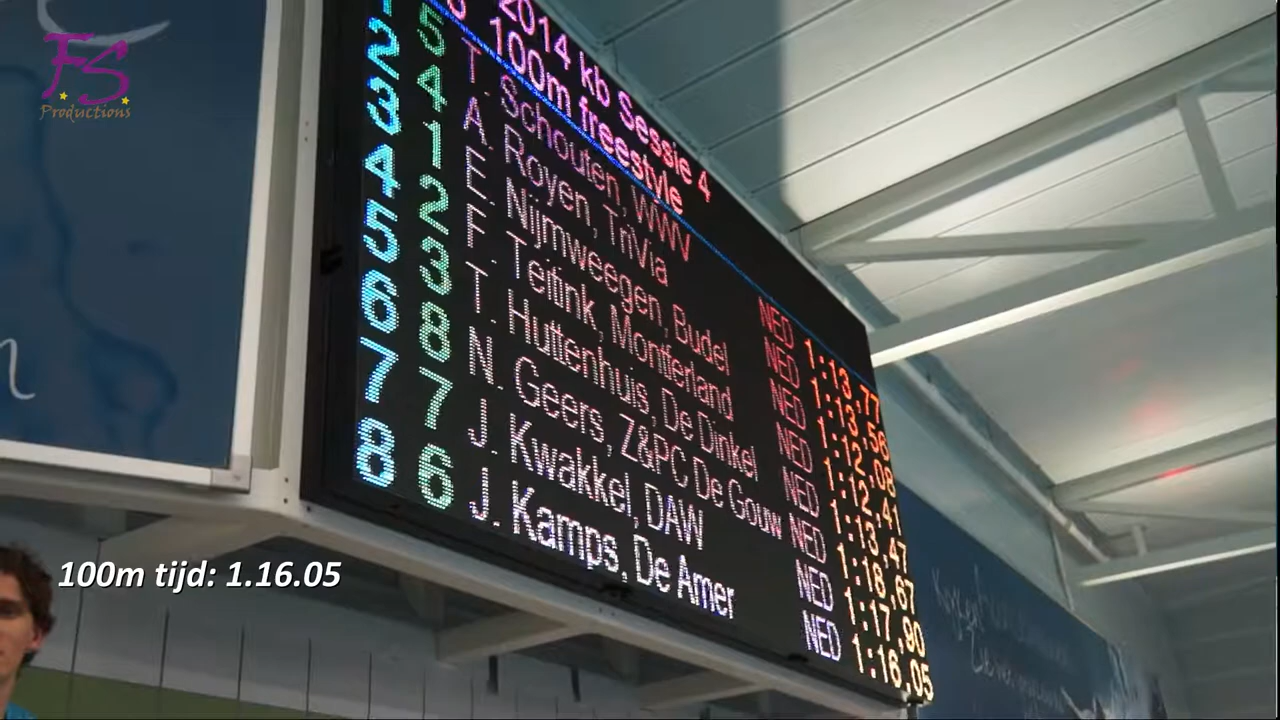 FS
Productions
2014 kb Sessie 4
100m freestyle
1 5 T. Schouten, WWV NED 1:13,77
2 4 A. Royen, TriVia NED 1:13,56
3 1 E. Nijmweegen, Budel NED 1:12,08
4 2 F. Teitink, Montferland NED 1:12,41
5 3 T. Huttenhuis, De Dinkel NED 1:13,47
6 8 N. Geers, Z&PC De Gouw NED 1:18,67
7 7 J. Kwakkel, DAW NED 1:17,90
8 6 J. Kamps, De Amer NED 1:16,05
100m tijd: 1.16.05